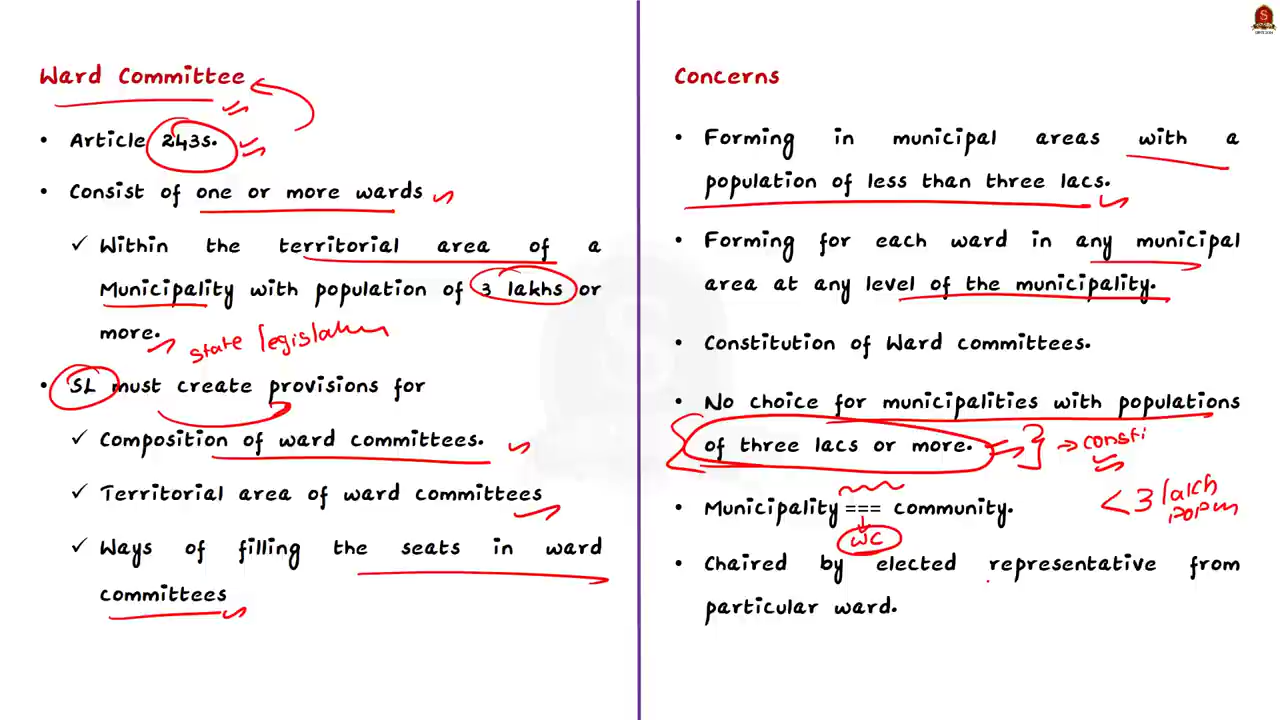 Ward Committee
• Article 243s.
• Consist of one or more wards
✓ Within the territorial area of a
Municipality with population of 3 lakhs or
more.
state legislature
• SL must create provisions for
✓ Composition of ward committees.
✓ Territorial area of ward committees
✓ Ways of filling the seats in ward
committees
Concerns
• Forming in municipal areas with a
population of less than three lacs.
• Forming for each ward in any municipal
area at any level of the municipality.
• Constitution of Ward committees.
• No choice for municipalities with populations
of three lacs or more.
→ consti
< 3 lakh
popun
• Municipality === community.
WC
• Chaired by elected representative from
particular ward.